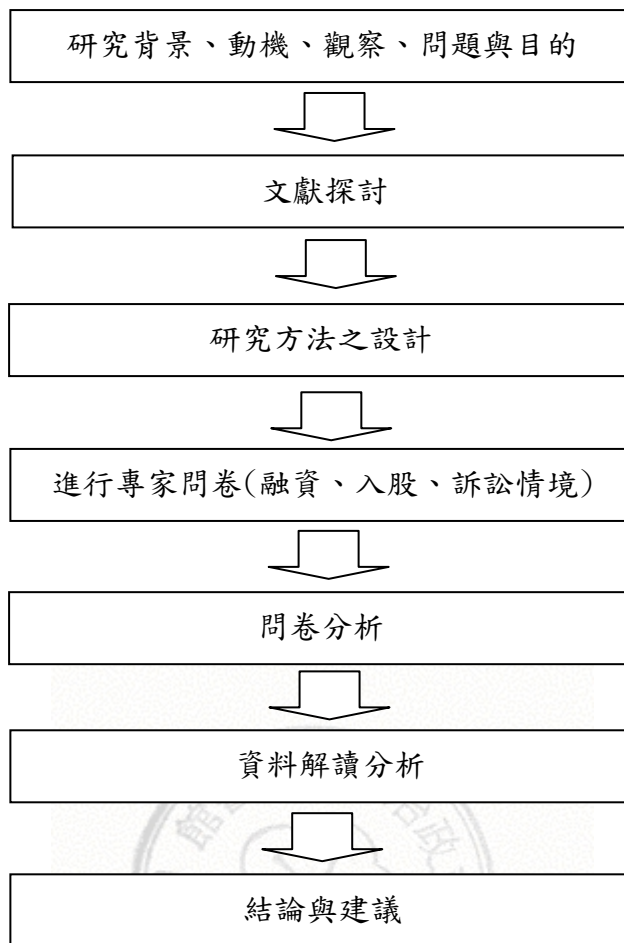 研究背景、動機、觀察、問題與目的
文獻探討
研究方法之設計
進行專家問卷(融資、入股、訴訟情境)
問卷分析
資料解讀分析
結論與建議